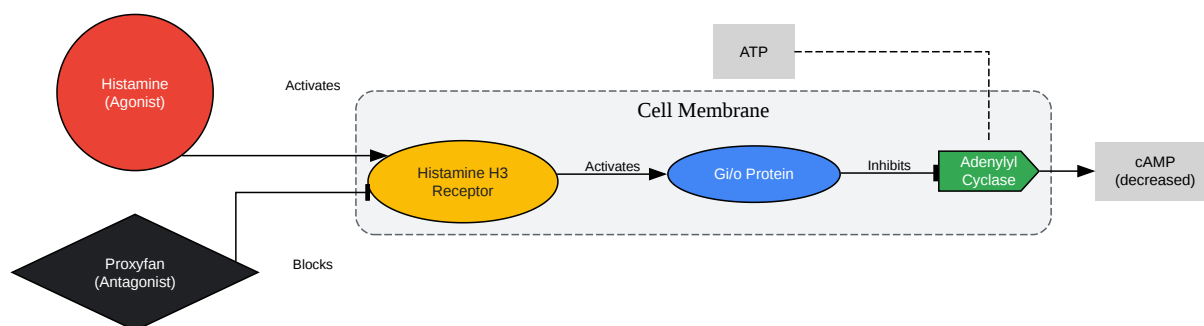 ATP
Histamine
(Agonist)
Activates
Cell Membrane
Histamine H3
Receptor
Activates
Gi/o Protein
Inhibits
Adenylyl
Cyclase
cAMP
(decreased)
Proxyfan
(Antagonist)
Blocks